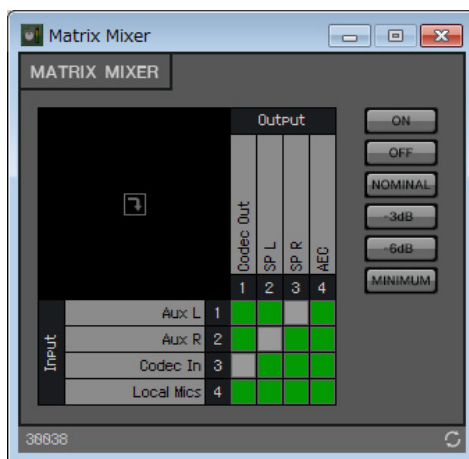 Matrix Mixer
MATRIX MIXER
Output
Codec Out
SP L
SP R
AEC
1 2 3 4
Input
Aux L 1
Aux R 2
Codec In 3
Local Mics 4
ON
OFF
NOMINAL
-3dB
-6dB
MINIMUM
30038